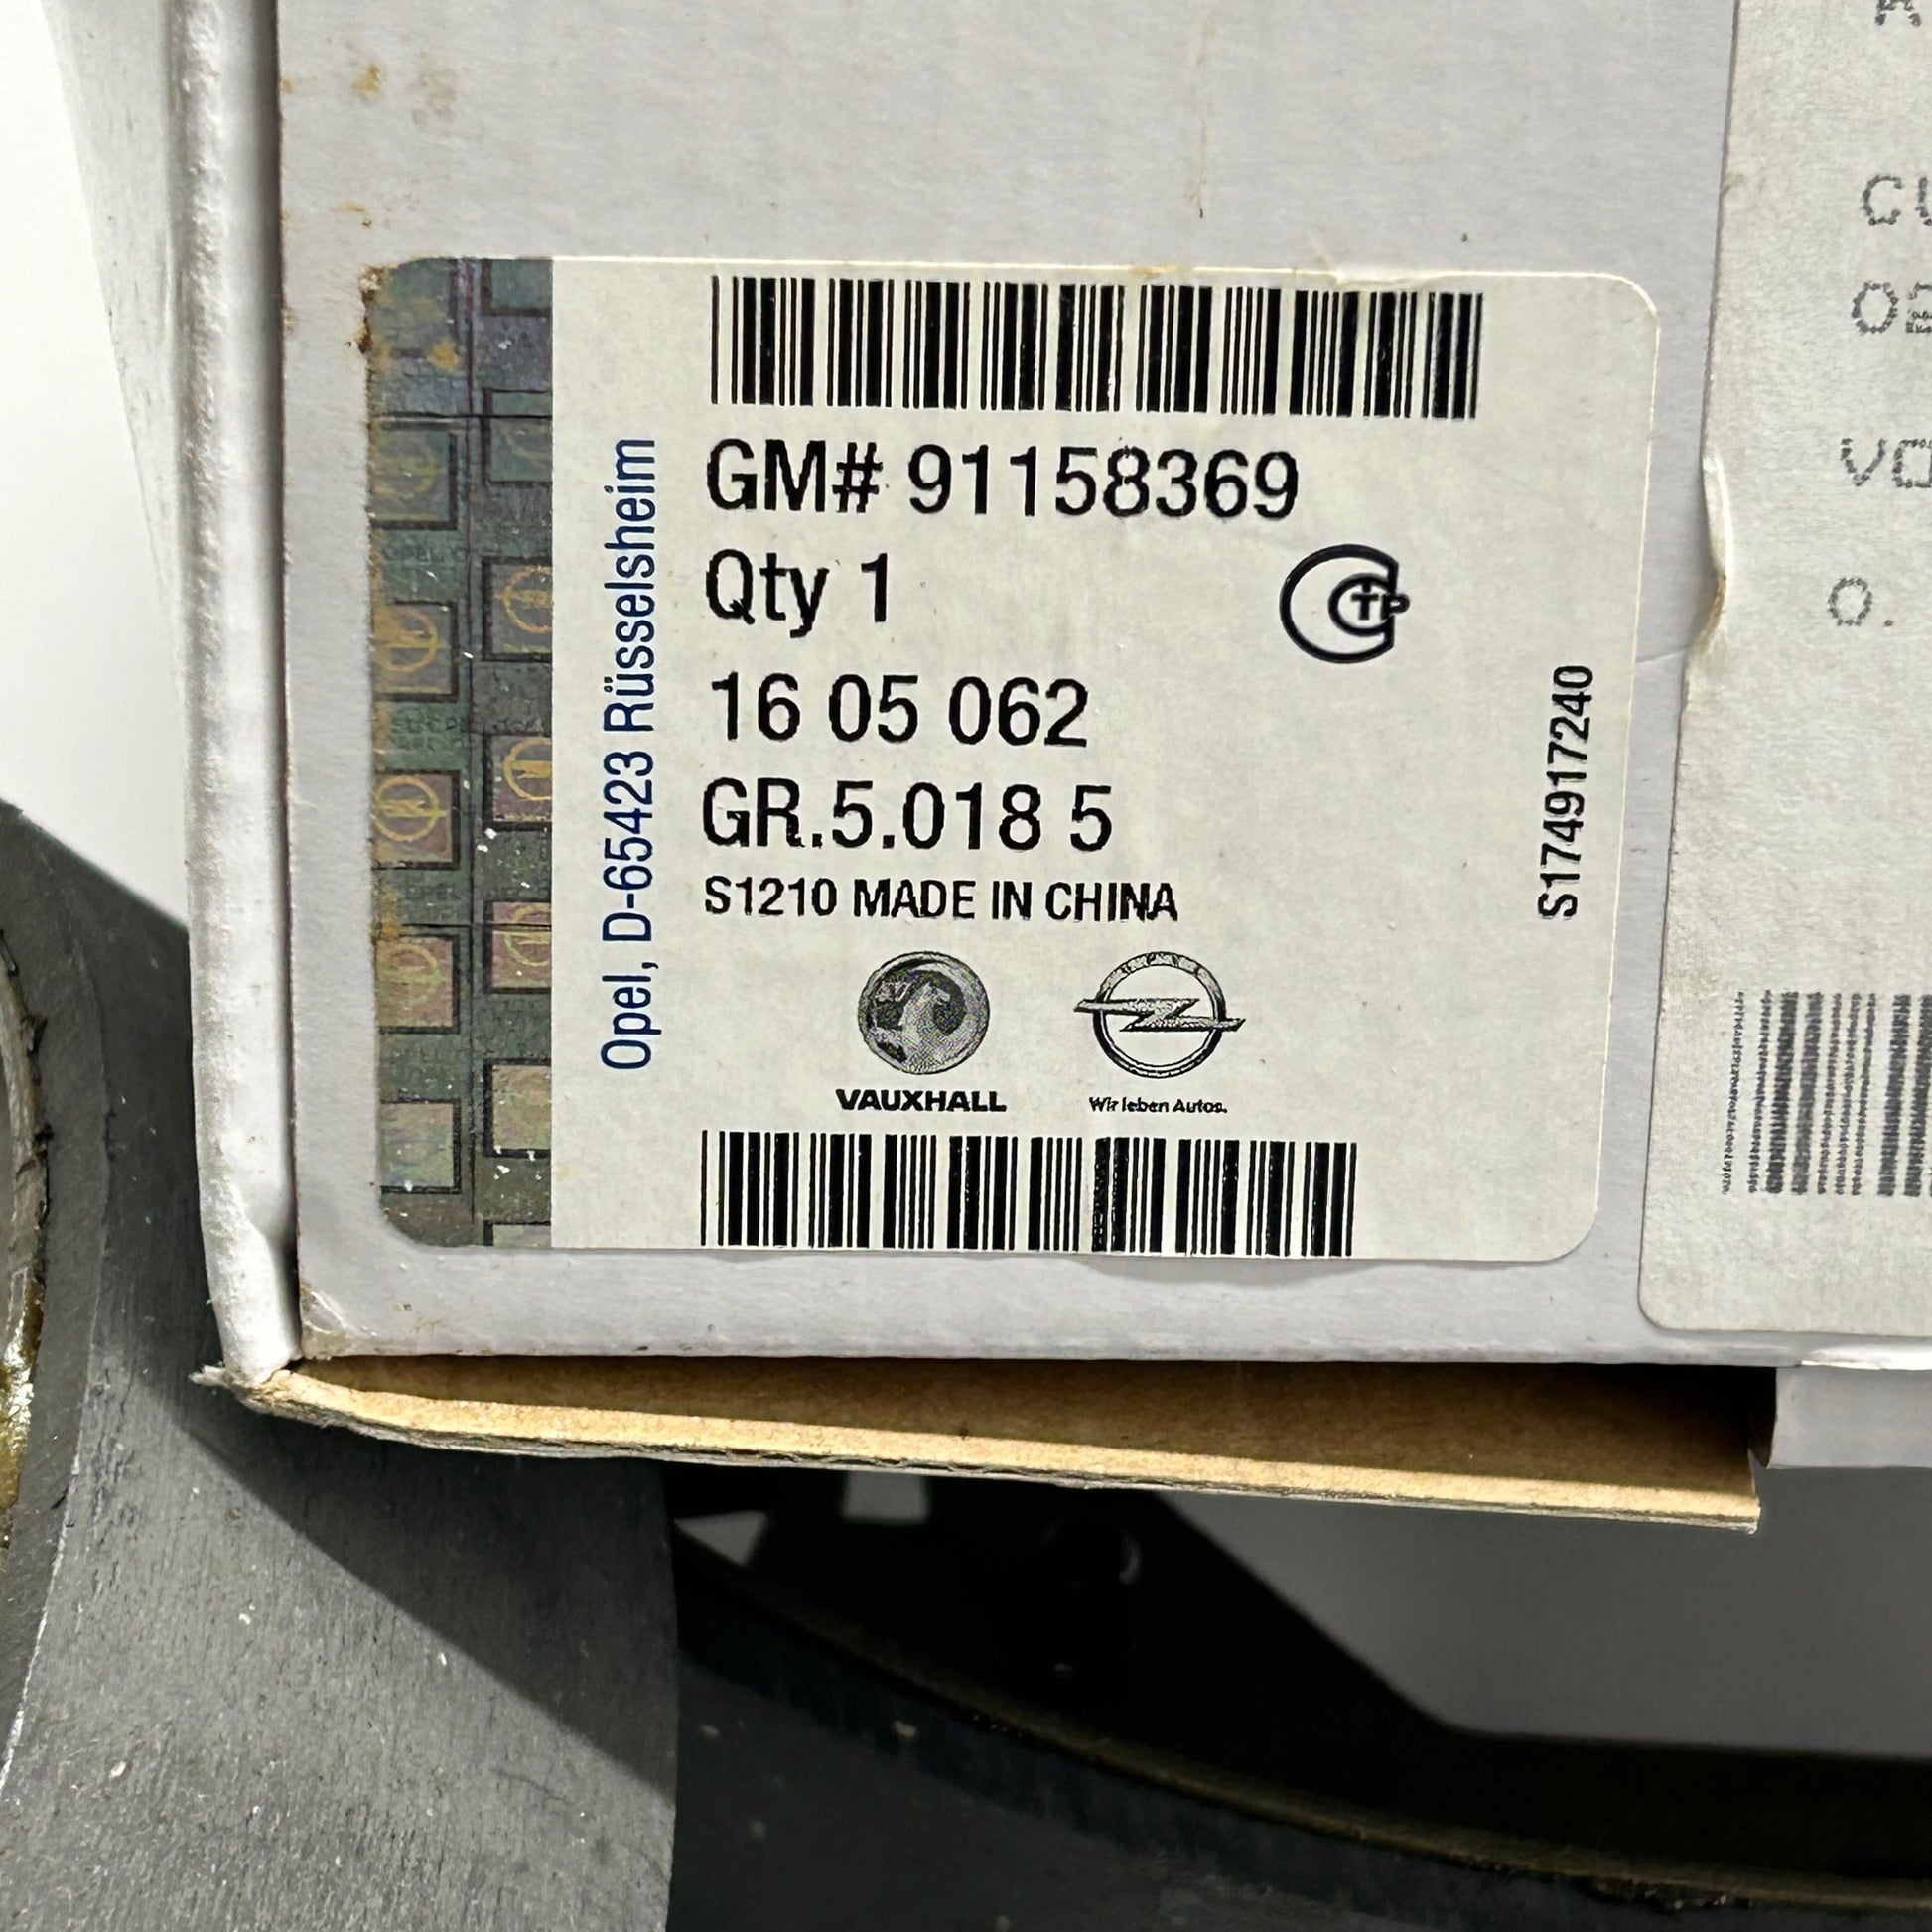 GM# 91158369
Qty 1
16 05 062
GR.5.018 5
S1210 MADE IN CHINA
VAUXHALL
Wir leben Autos.
Opel, D-65423 Rüsselsheim
S174917240
O.